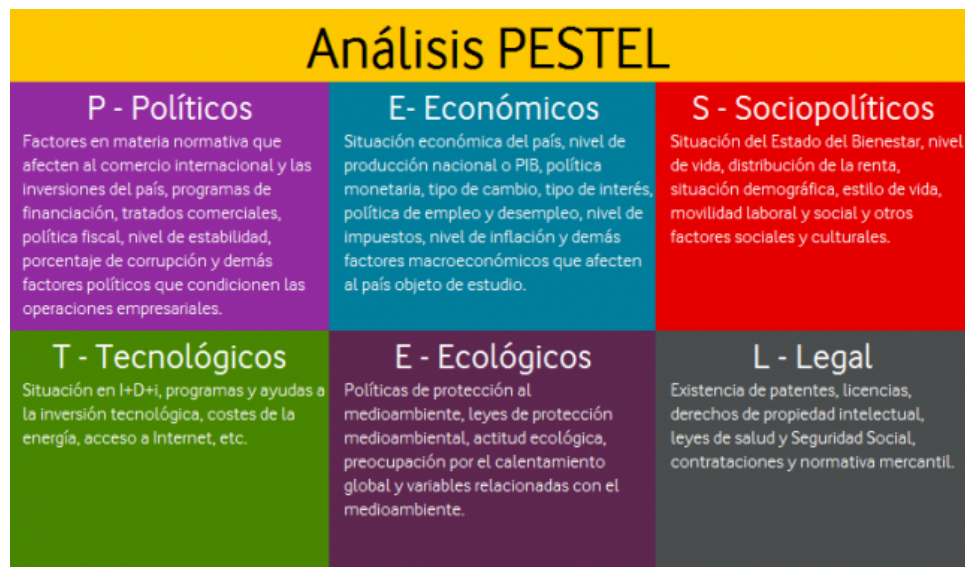 Análisis PESTEL
P - Políticos
Factores en materia normativa que
afecten al comercio internacional y las
inversiones del país, programas de
financiación, tratados comerciales,
política fiscal, nivel de estabilidad,
porcentaje de corrupción y demás
factores políticos que condicionen las
operaciones empresariales.
E- Económicos
Situación económica del país, nivel de
producción nacional o PIB, política
monetaria, tipo de cambio, tipo de interés,
política de empleo y desempleo, nivel de
impuestos, nivel de inflación y demás
factores macroeconómicos que afecten
al país objeto de estudio.
S - Sociopolíticos
Situación del Estado del Bienestar, nivel
de vida, distribución de la renta,
situación demográfica, estilo de vida,
movilidad laboral y social y otros
factores sociales y culturales.
T - Tecnológicos
Situación en I+D+i, programas y ayudas a
la inversión tecnológica, costes de la
energía, acceso a Internet, etc.
E - Ecológicos
Políticas de protección al
medioambiente, leyes de protección
medioambiental, actitud ecológica,
preocupación por el calentamiento
global y variables relacionadas con el
medioambiente.
L - Legal
Existencia de patentes, licencias,
derechos de propiedad intelectual,
leyes de salud y Seguridad Social,
contrataciones y normativa mercantil.